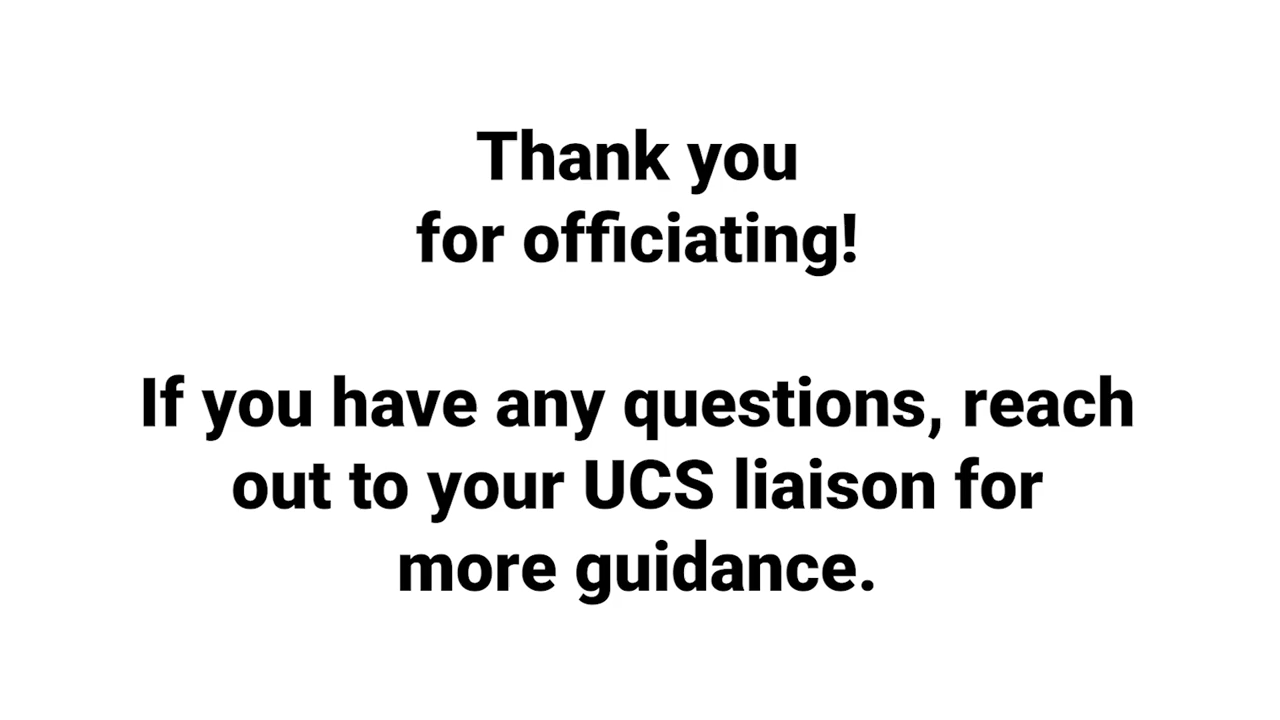 Thank you
for officiating!
If you have any questions, reach
out to your UCS liaison for
more guidance.